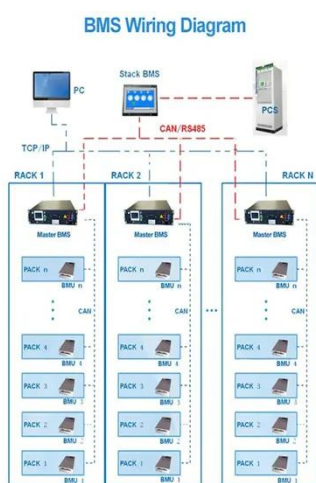 BMS Wiring Diagram
Stack BMS
PC
PCS
CAN/RS485
TCP/IP
RACK 1 RACK 2 RACK N
Master BMS Master BMS Master BMS
PACK n PACK n PACK n
BMU n BMU n BMU n
CAN CAN CAN
PACK 4 PACK 4 PACK 4
BMU 4 BMU 4 BMU 4
PACK 3 PACK 3 PACK 3
BMU 3 BMU 3 BMU 3
PACK 2 PACK 2 PACK 2
BMU 2 BMU 2 BMU 2
PACK 1 PACK 1 PACK 1
BMU 1 BMU 1 BMU 1